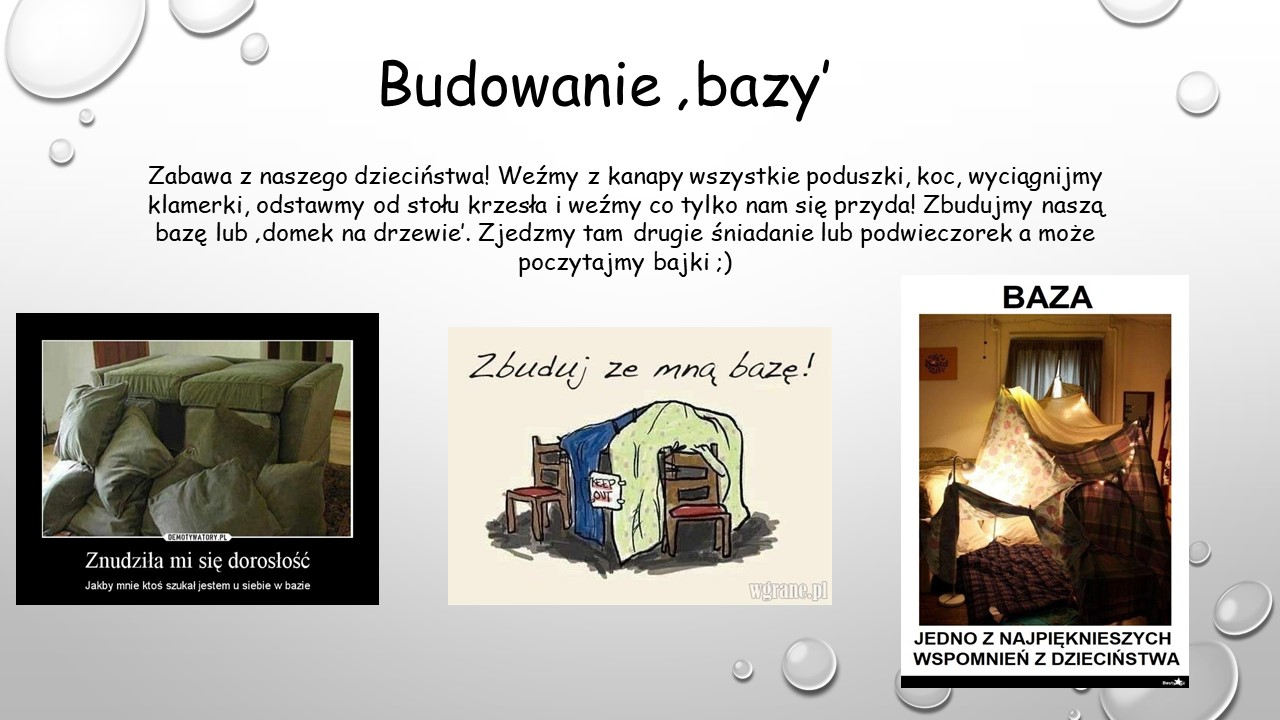 Budowanie ‚bazy’
Zabawa z naszego dzieciństwa! Weźmy z kanapy wszystkie poduszki, koc, wyciągnijmy
klamerki, odstawmy od stołu krzesła i weźmy co tylko nam się przyda! Zbudujmy naszą
bazę lub ‚domek na drzewie’. Zjedzmy tam drugie śniadanie lub podwieczorek a może
poczytajmy bajki ;)
DEMOTYWATORY.PL
Znudziła mi się dorosłość
Jakby mnie ktoś szukał jestem u siebie w bazie
Zbuduj ze mną bazę!
KEEP
OUT
wgrane.pl
BAZA
JEDNO Z NAJPIĘKNIESZYCH
WSPOMNIEŃ Z DZIECIŃSTWA